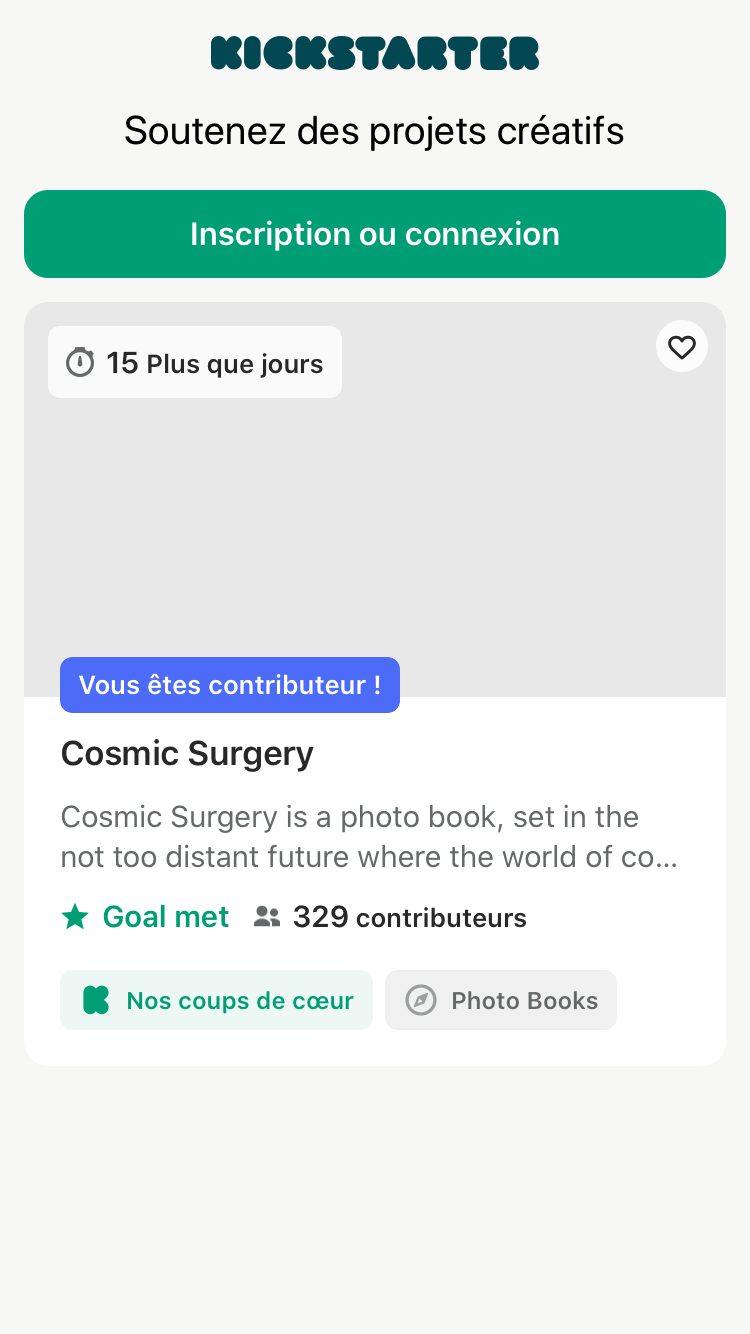 KICKSTARTER
Soutenez des projets créatifs
Inscription ou connexion
15 Plus que jours
Vous êtes contributeur !
Cosmic Surgery
Cosmic Surgery is a photo book, set in the
not too distant future where the world of co...
Goal met 329 contributeurs
Nos coups de cœur Photo Books